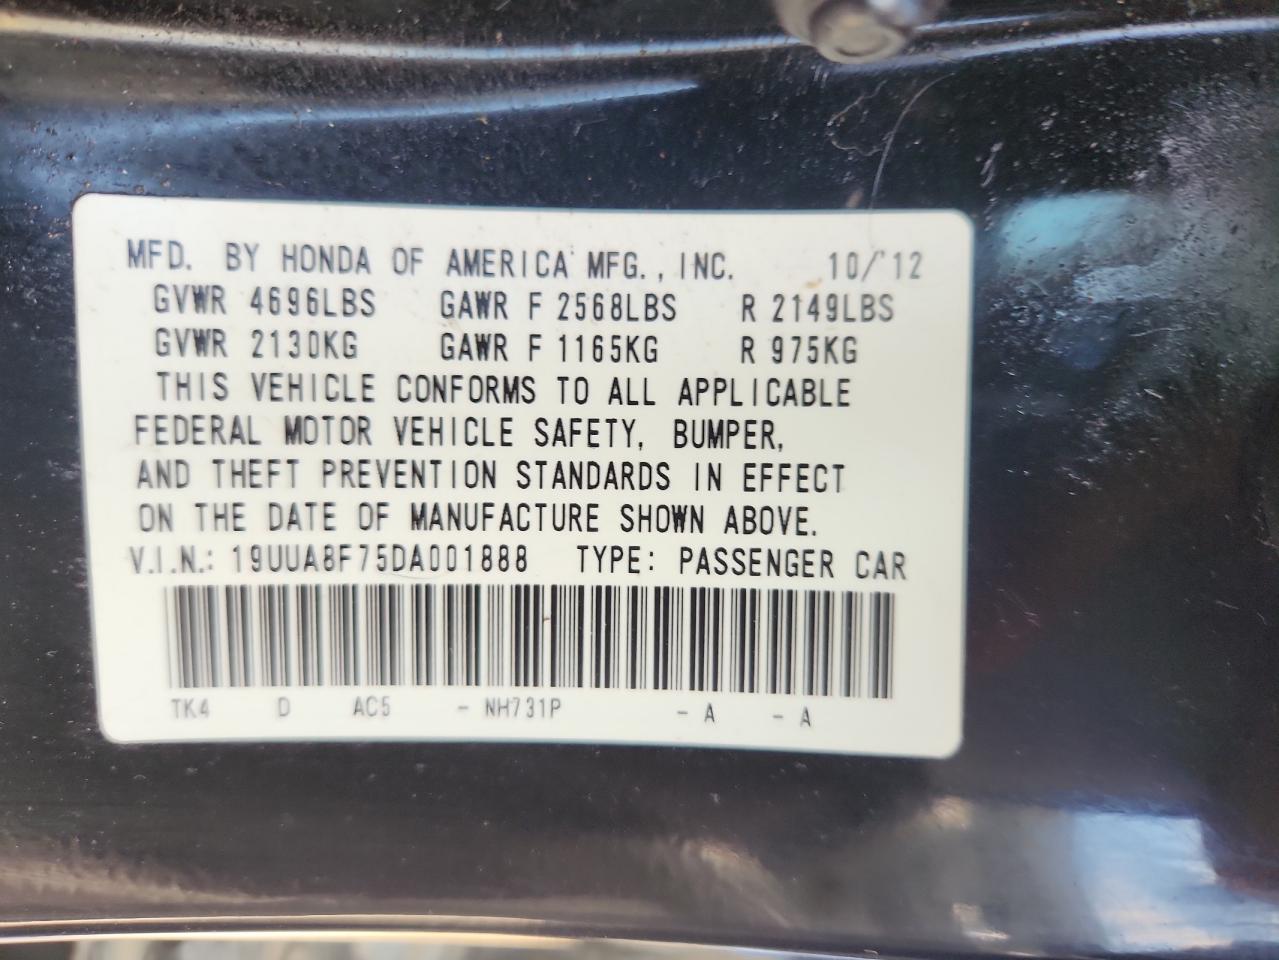 MFD. BY HONDA OF AMERICA MFG., INC. 10/'12
GVWR 4696LBS GAWR F 2568LBS R 2149LBS
GVWR 2130KG GAWR F 1165KG R 975KG
THIS VEHICLE CONFORMS TO ALL APPLICABLE
FEDERAL MOTOR VEHICLE SAFETY, BUMPER,
AND THEFT PREVENTION STANDARDS IN EFFECT
ON THE DATE OF MANUFACTURE SHOWN ABOVE.
V.I.N.: 19UUA8F75DA001888 TYPE: PASSENGER CAR
TK4 D AC5 - NH731P - A - A